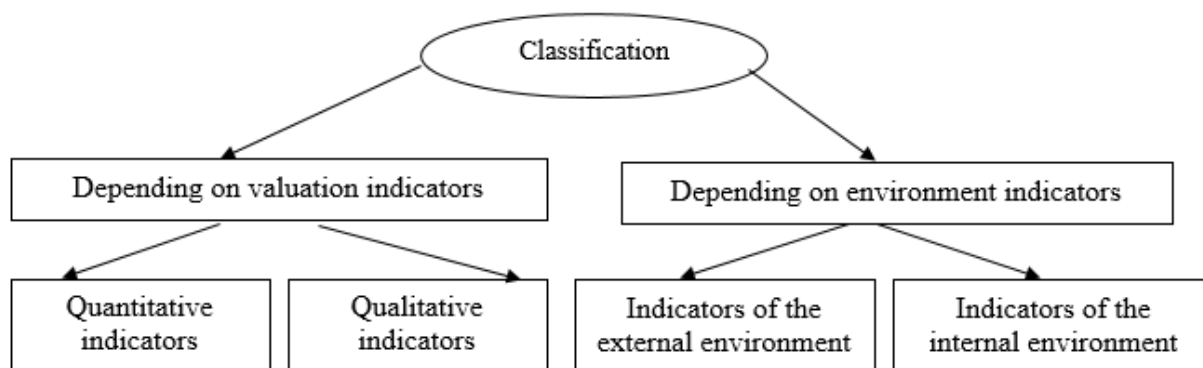 Classification
Depending on valuation indicators
Depending on environment indicators
Quantitative
indicators
Qualitative
indicators
Indicators of the
external environment
Indicators of the
internal environment